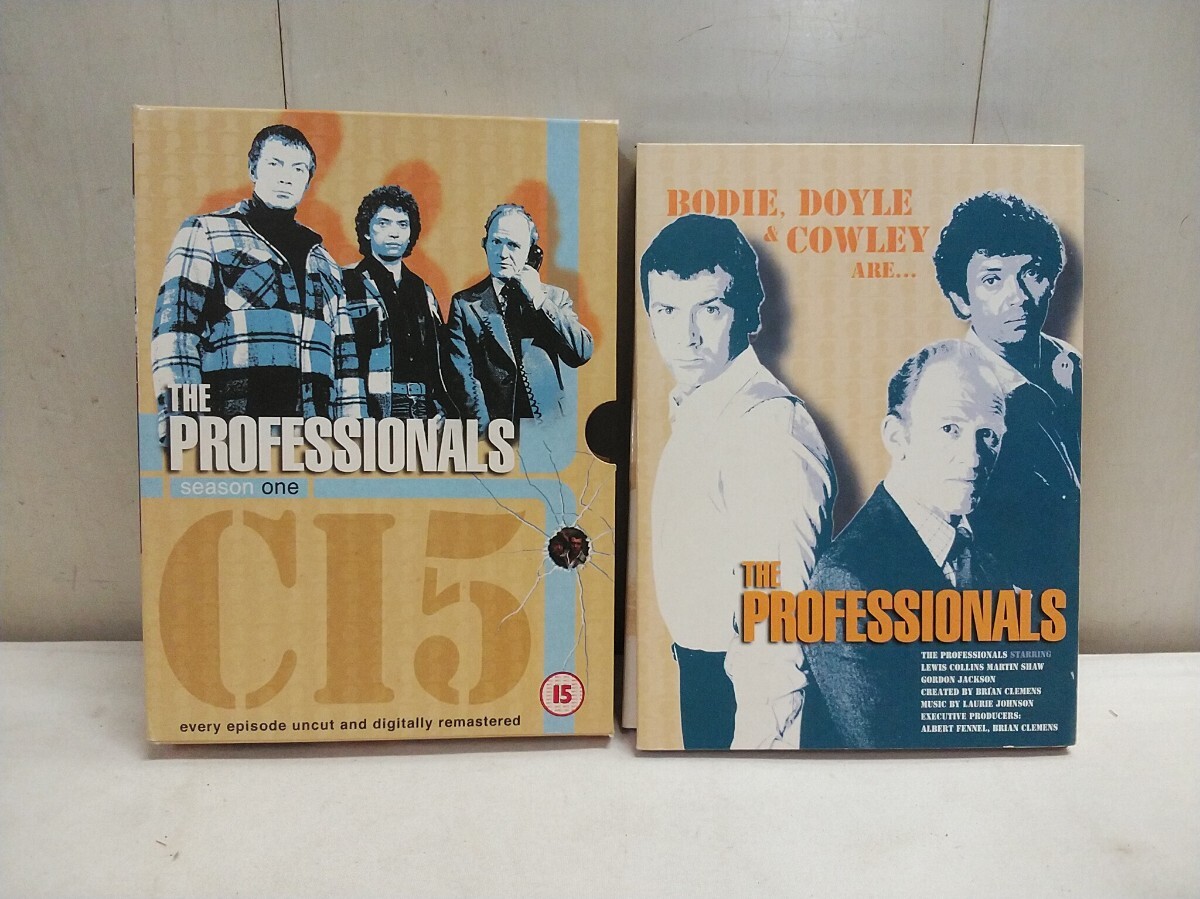 THE
PROFESSIONALS
season one
CI5
15
every episode uncut and digitally remastered
BODIE, DOYLE
& COWLEY
ARE...
THE
PROFESSIONALS
THE PROFESSIONALS STARRING
LEWIS COLLINS MARTIN SHAW
GORDON JACKSON
CREATED BY BRIAN CLEMENS
MUSIC BY LAURIE JOHNSON
EXECUTIVE PRODUCERS:
ALBERT FENNEL, BRIAN CLEMENS